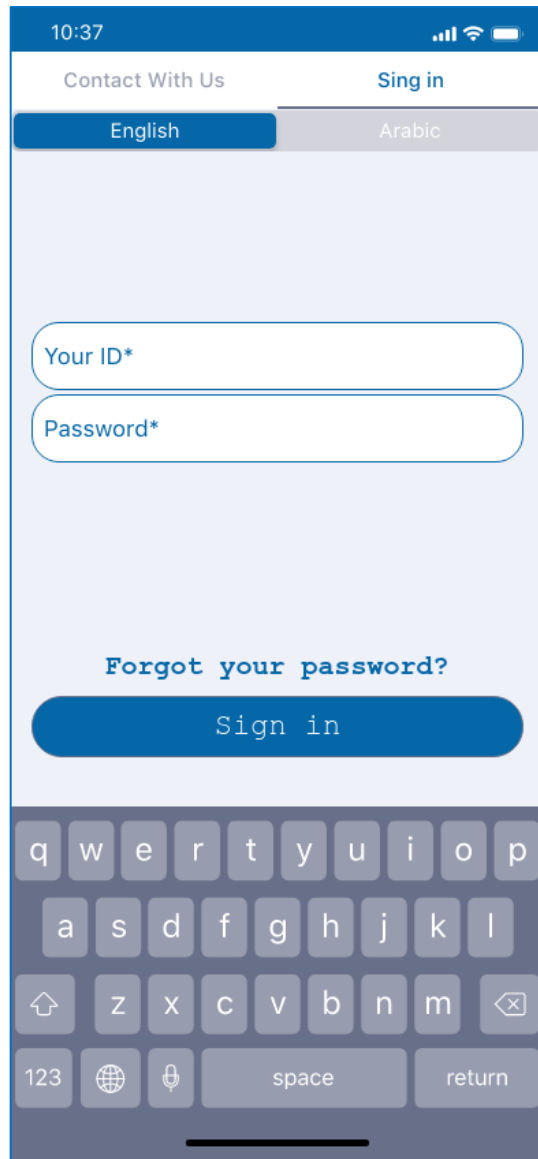 10:37
Contact With Us Sing in
English Arabic
Your ID*
Password*
Forgot your password?
Sign in
q w e r t y u i o p
a s d f g h j k l
z x c v b n m
123 space return